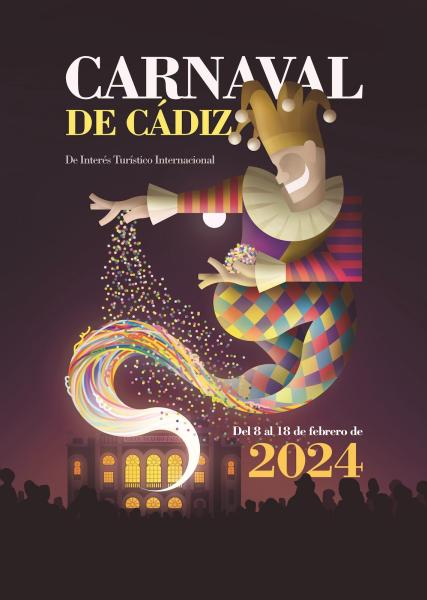 CARNAVAL
DE CÁDIZ
De Interés Turístico Internacional
Del 8 al 18 de febrero de
2024